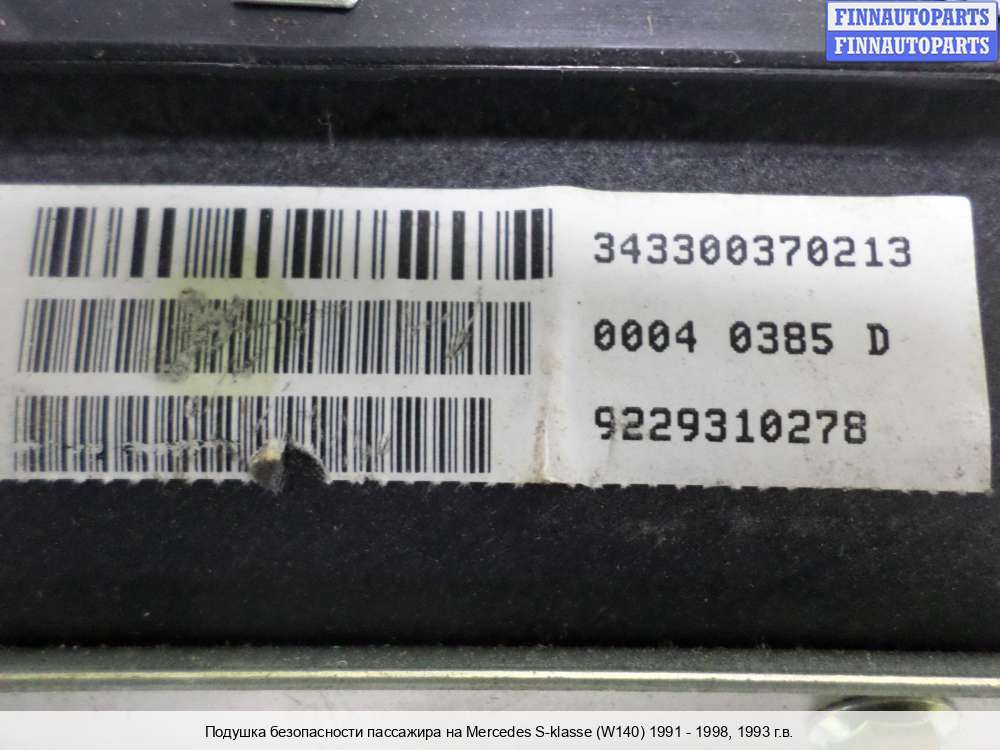 FINNAUTOPARTS
FINNAUTOPARTS
343300370213
0004 0385 D
9229310278
Подушка безопасности пассажира на Mercedes S-klasse (W140) 1991 - 1998, 1993 г.в.